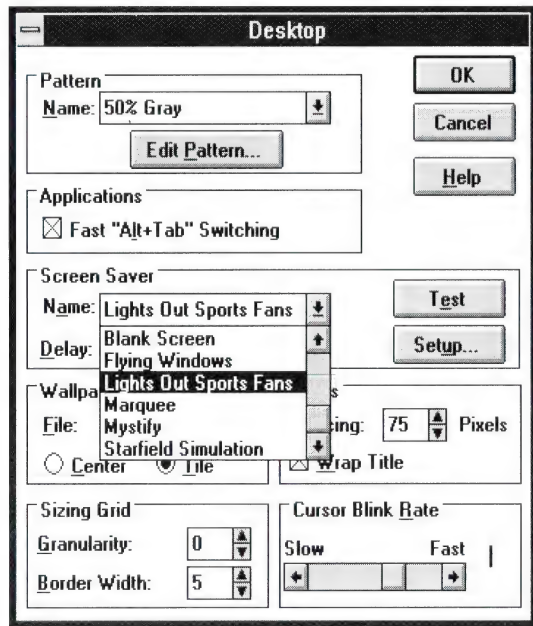 Desktop
Pattern
Name: 50% Gray
Edit Pattern...
OK
Cancel
Help
Applications
Fast "Alt+Tab" Switching
Screen Saver
Name: Lights Out Sports Fans
Delay:
Blank Screen
Flying Windows
Lights Out Sports Fans
Marquee
Mystify
Starfield Simulation
Test
Setup...
File:
75 Pixels
Center Tile
Wrap Title
Sizing Grid
Granularity: 0
Border Width: 5
Cursor Blink Rate
Slow Fast